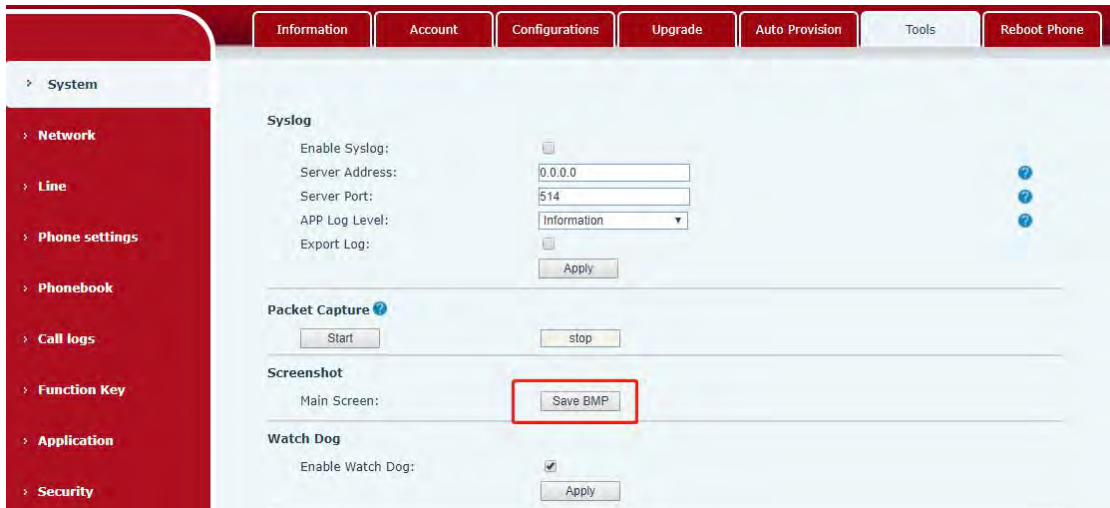 Information Account Configurations Upgrade Auto Provision Tools Reboot Phone
System
Network
Line
Phone settings
Phonebook
Call logs
Function Key
Application
Security
Syslog
Enable Syslog:
Server Address: 0.0.0.0 ?
Server Port: 514 ?
APP Log Level: Information ?
Export Log:
Apply
Packet Capture ?
Start stop
Screenshot
Main Screen: Save BMP
Watch Dog
Enable Watch Dog:
Apply